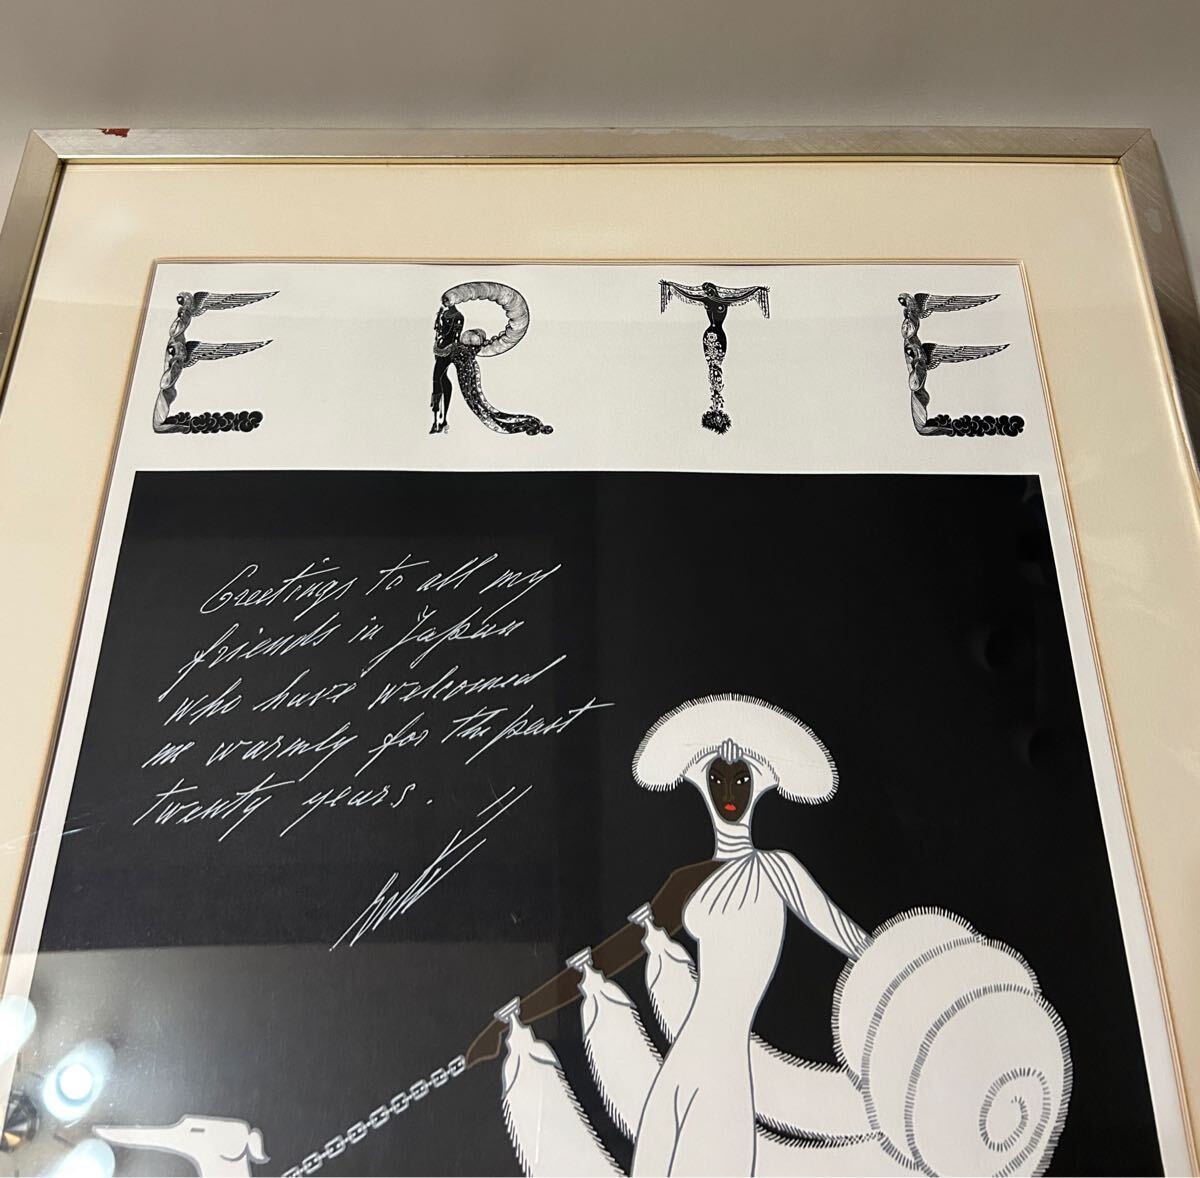 ERTE
Greetings to all my
friends in Japan
who have welcomed
me warmly for the past
twenty years.